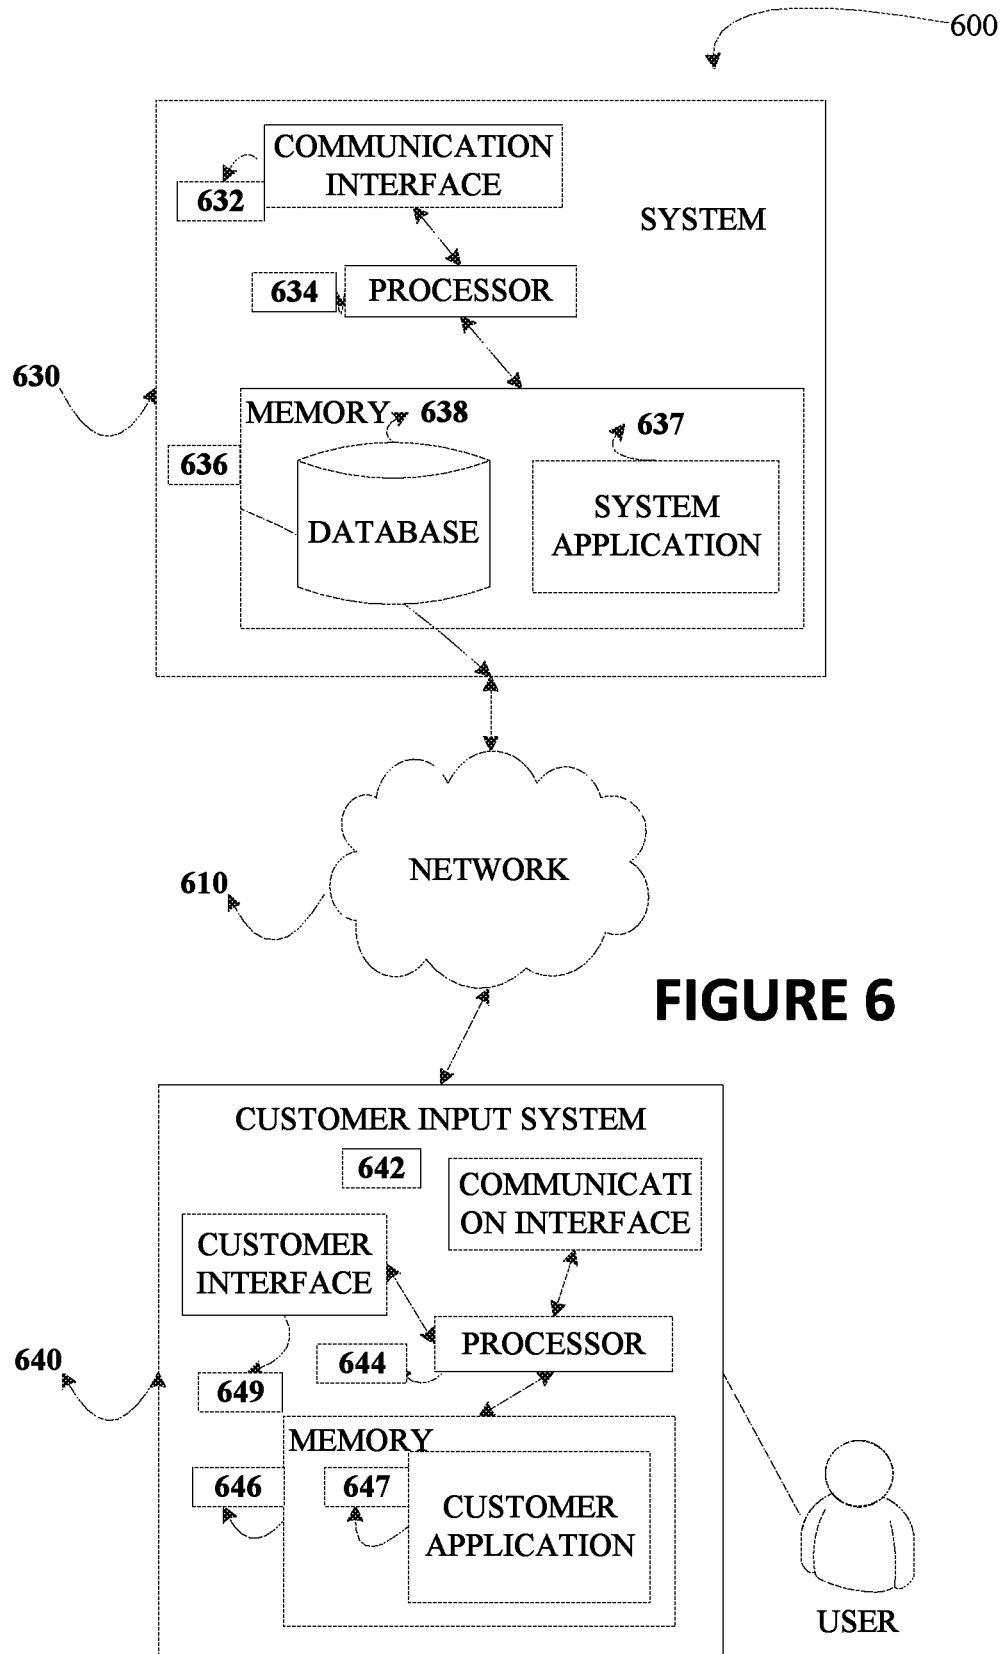 600
COMMUNICATION
INTERFACE
632
SYSTEM
634
PROCESSOR
630
MEMORY
638
637
636
DATABASE
SYSTEM
APPLICATION
NETWORK
610
FIGURE 6
CUSTOMER INPUT SYSTEM
642
COMMUNICATI
ON INTERFACE
CUSTOMER
INTERFACE
PROCESSOR
644
640
649
MEMORY
646
647
CUSTOMER
APPLICATION
USER